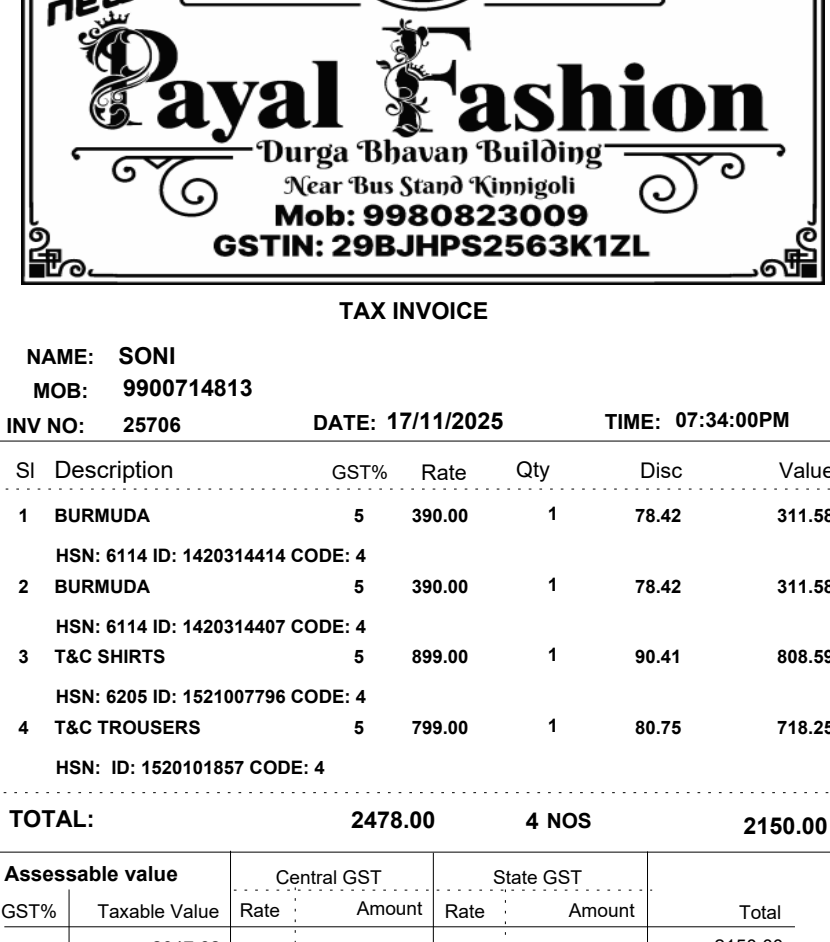 new
Payal Fashion
Durga Bhavan Building
Near Bus Stand Kinnigoli
Mob: 9980823009
GSTIN: 29BJHPS2563K1ZL
TAX INVOICE
NAME: SONI
MOB: 9900714813
INV NO: 25706 DATE: 17/11/2025 TIME: 07:34:00PM
Sl Description GST% Rate Qty Disc Value
1 BURMUDA 5 390.00 1 78.42 311.58
HSN: 6114 ID: 1420314414 CODE: 4
2 BURMUDA 5 390.00 1 78.42 311.58
HSN: 6114 ID: 1420314407 CODE: 4
3 T&C SHIRTS 5 899.00 1 90.41 808.59
HSN: 6205 ID: 1521007796 CODE: 4
4 T&C TROUSERS 5 799.00 1 80.75 718.25
HSN: ID: 1520101857 CODE: 4
TOTAL: 2478.00 4 NOS 2150.00
Assessable value Central GST State GST
GST% Taxable Value Rate Amount Rate Amount Total